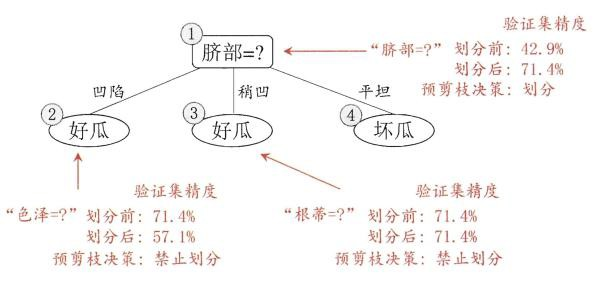 验证集精度
①
脐部=?
“脐部=?” 划分前: 42.9%
划分后: 71.4%
预剪枝决策: 划分
凹陷
稍凹
平坦
②
好瓜
③
好瓜
④
坏瓜
验证集精度
“色泽=?” 划分前: 71.4%
划分后: 57.1%
预剪枝决策: 禁止划分
验证集精度
“根蒂=?” 划分前: 71.4%
划分后: 71.4%
预剪枝决策: 禁止划分